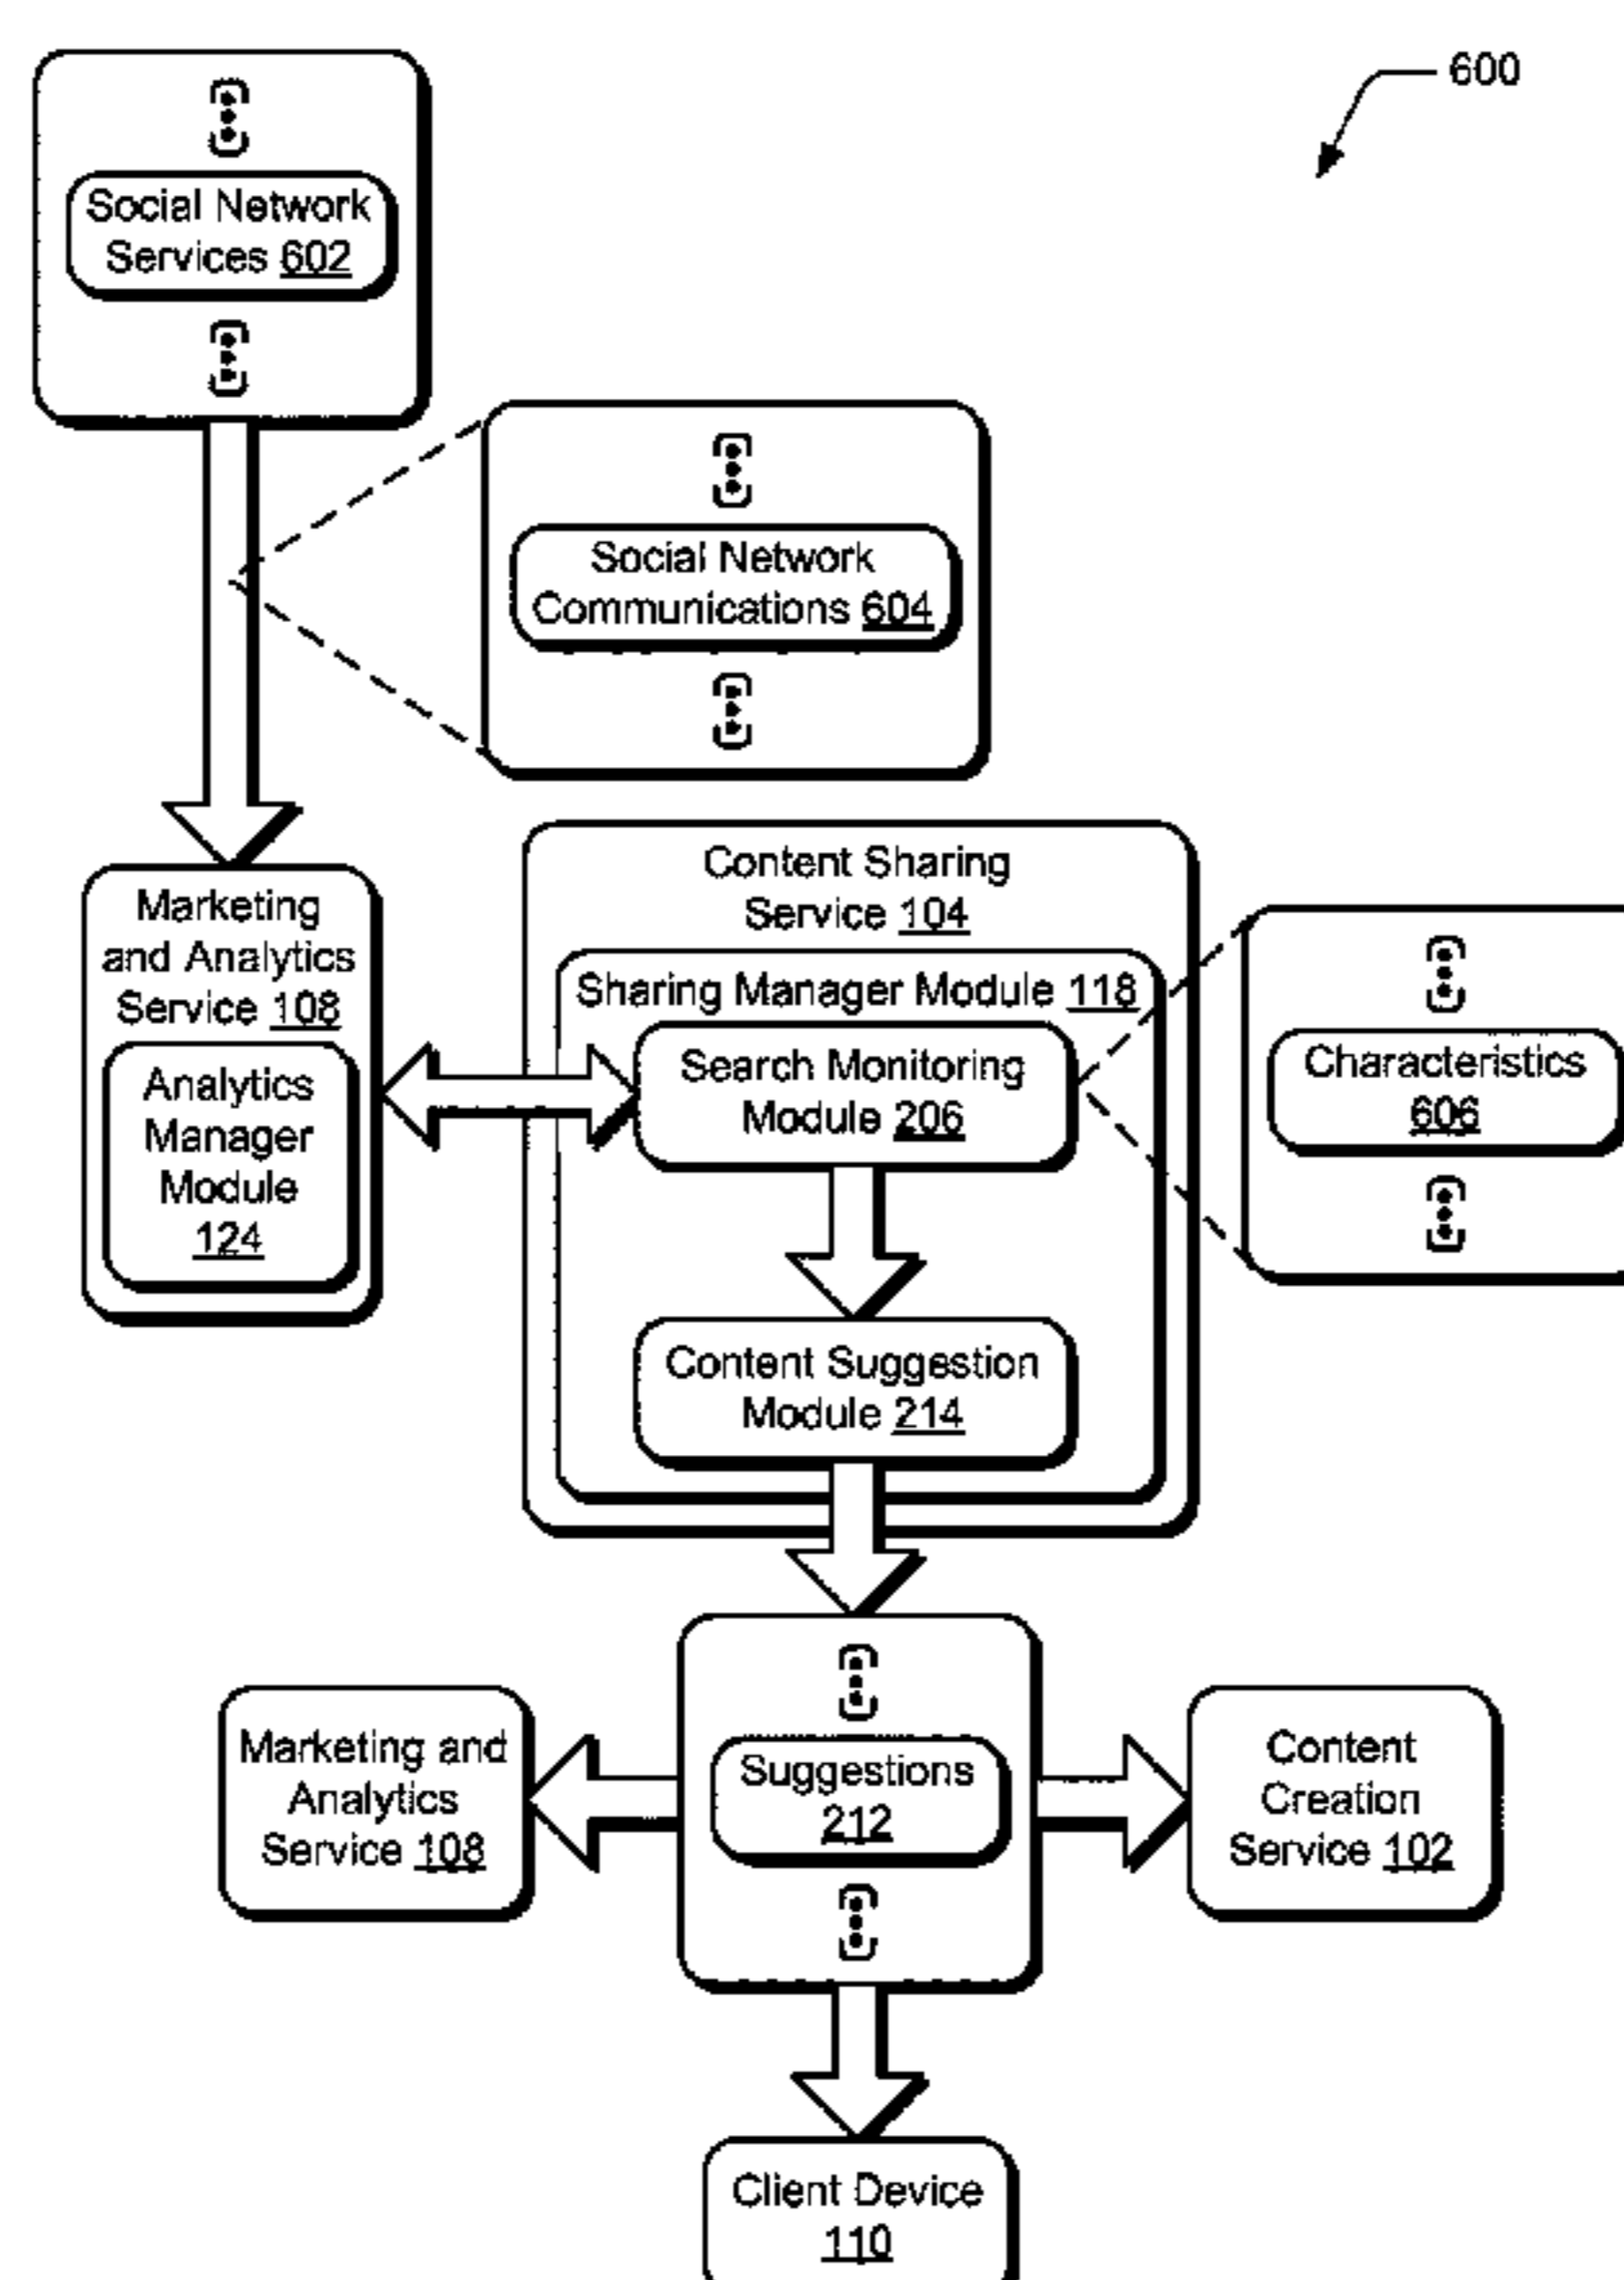 600
Social Network
Services 602
Social Network
Communications 604
Marketing
and Analytics
Service 108
Analytics
Manager
Module
124
Content Sharing
Service 104
Sharing Manager Module 118
Search Monitoring
Module 206
Characteristics
606
Content Suggestion
Module 214
Marketing and
Analytics
Service 108
Suggestions
212
Content
Creation
Service 102
Client Device
110